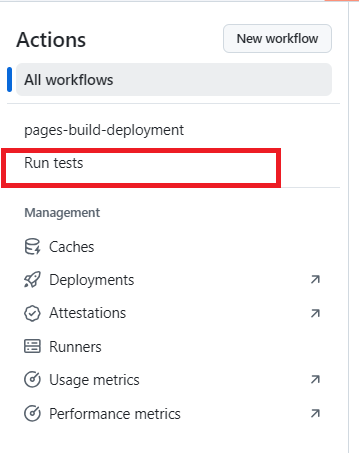 Actions
New workflow
All workflows
pages-build-deployment
Run tests
Management
Caches
Deployments
Attestations
Runners
Usage metrics
Performance metrics